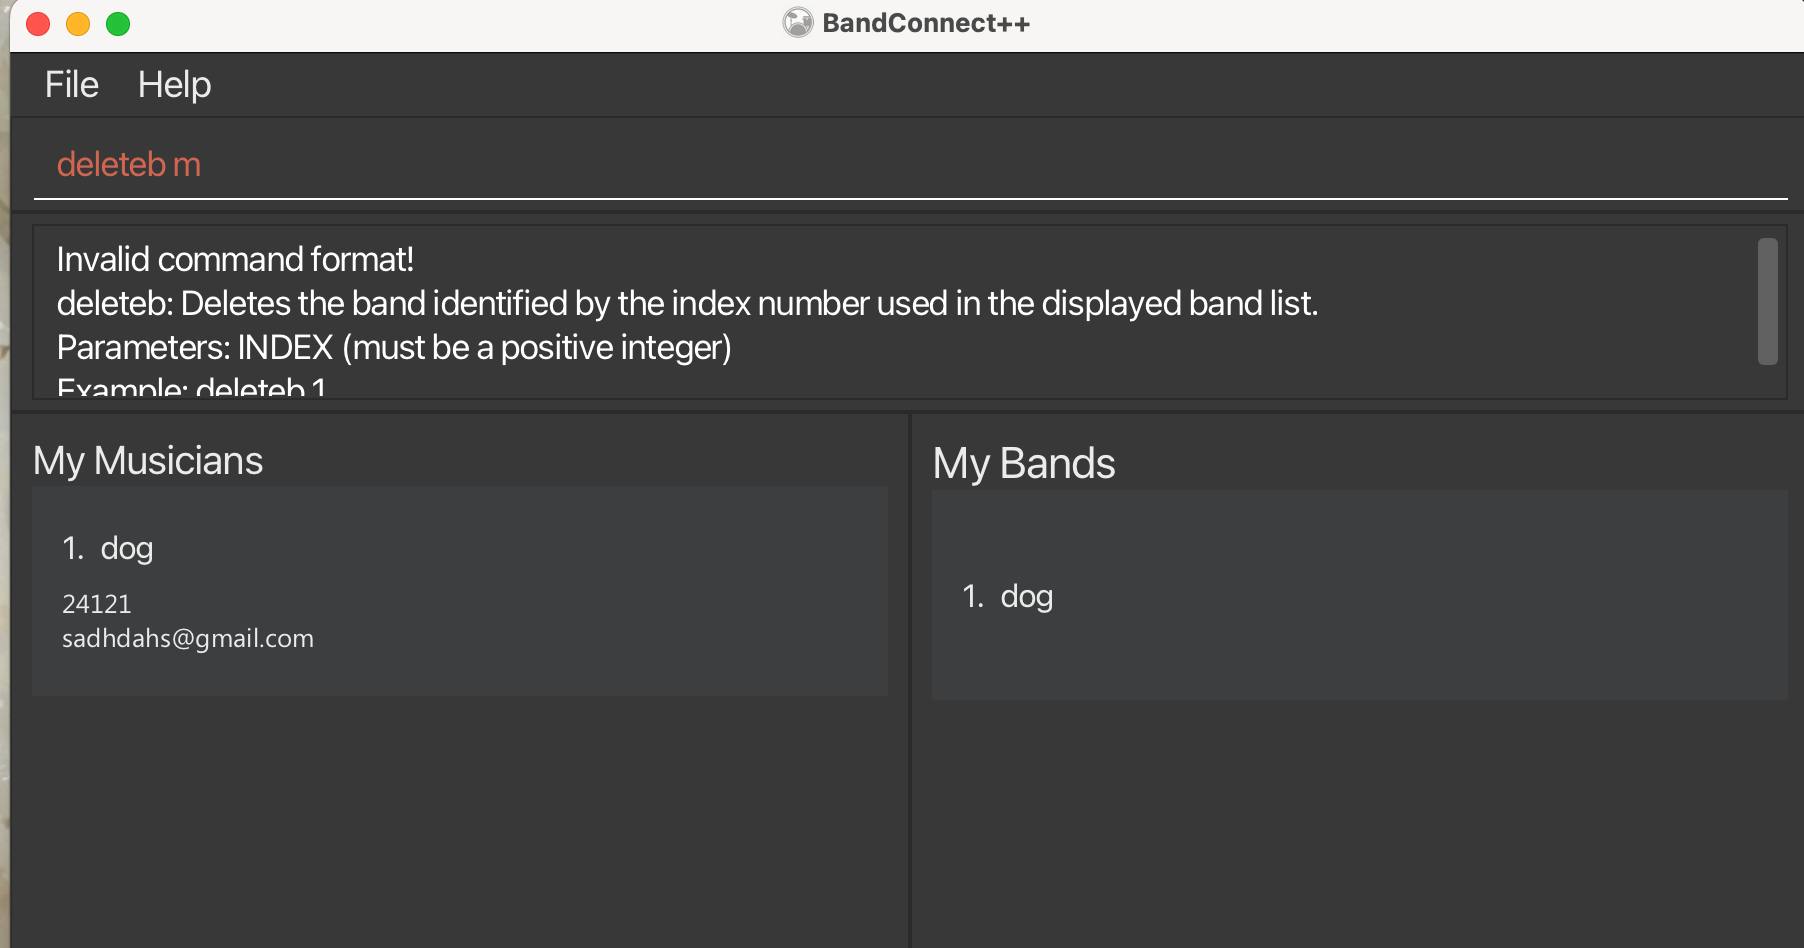 BandConnect++
File Help
deleteb m
Invalid command format!
deleteb: Deletes the band identified by the index number used in the displayed band list.
Parameters: INDEX (must be a positive integer)
Example: deleteb 1
My Musicians
1. dog
24121
sadhdahs@gmail.com
My Bands
1. dog